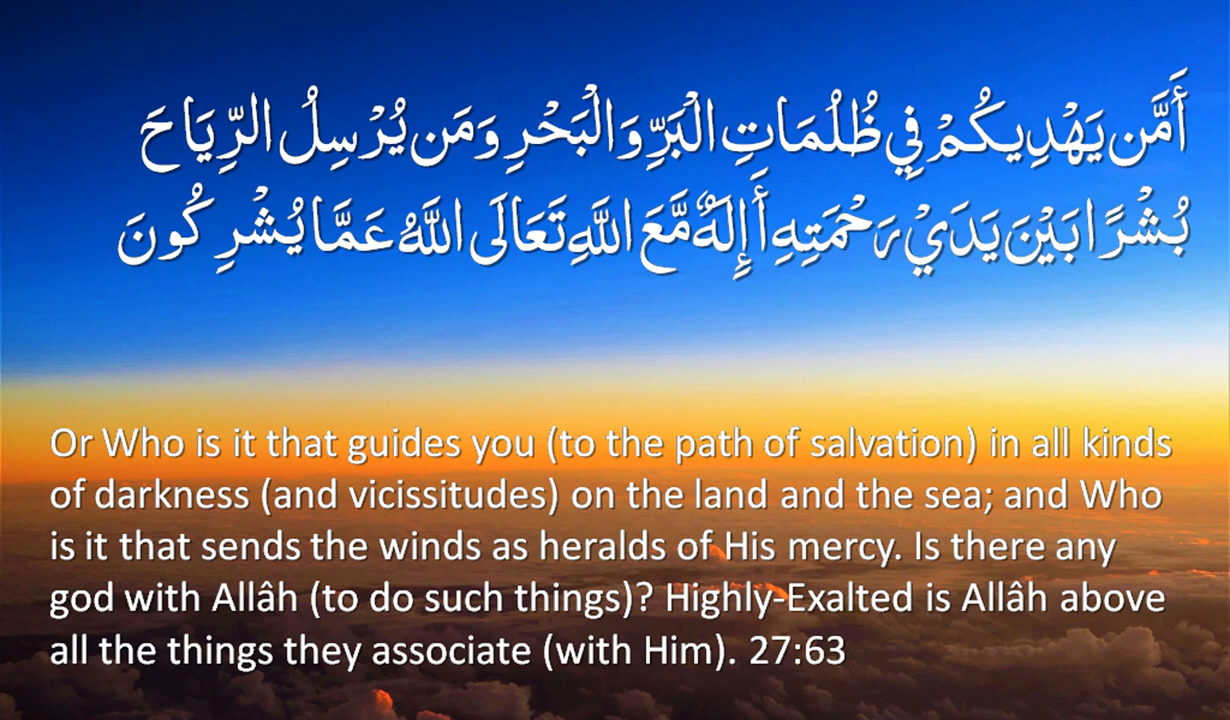 أَمَّن يَهْدِيكُمْ فِي ظُلُمَاتِ الْبَرِّ وَالْبَحْرِ وَمَن يُرْسِلُ الرِّيَاحَ
بُشْرًا بَيْنَ يَدَيْ رَحْمَتِهِ أَإِلَهٌ مَّعَ اللَّهِ تَعَالَى اللَّهُ عَمَّا يُشْرِكُونَ
Or Who is it that guides you (to the path of salvation) in all kinds
of darkness (and vicissitudes) on the land and the sea; and Who
is it that sends the winds as heralds of His mercy. Is there any
god with Allâh (to do such things)? Highly-Exalted is Allâh above
all the things they associate (with Him). 27:63